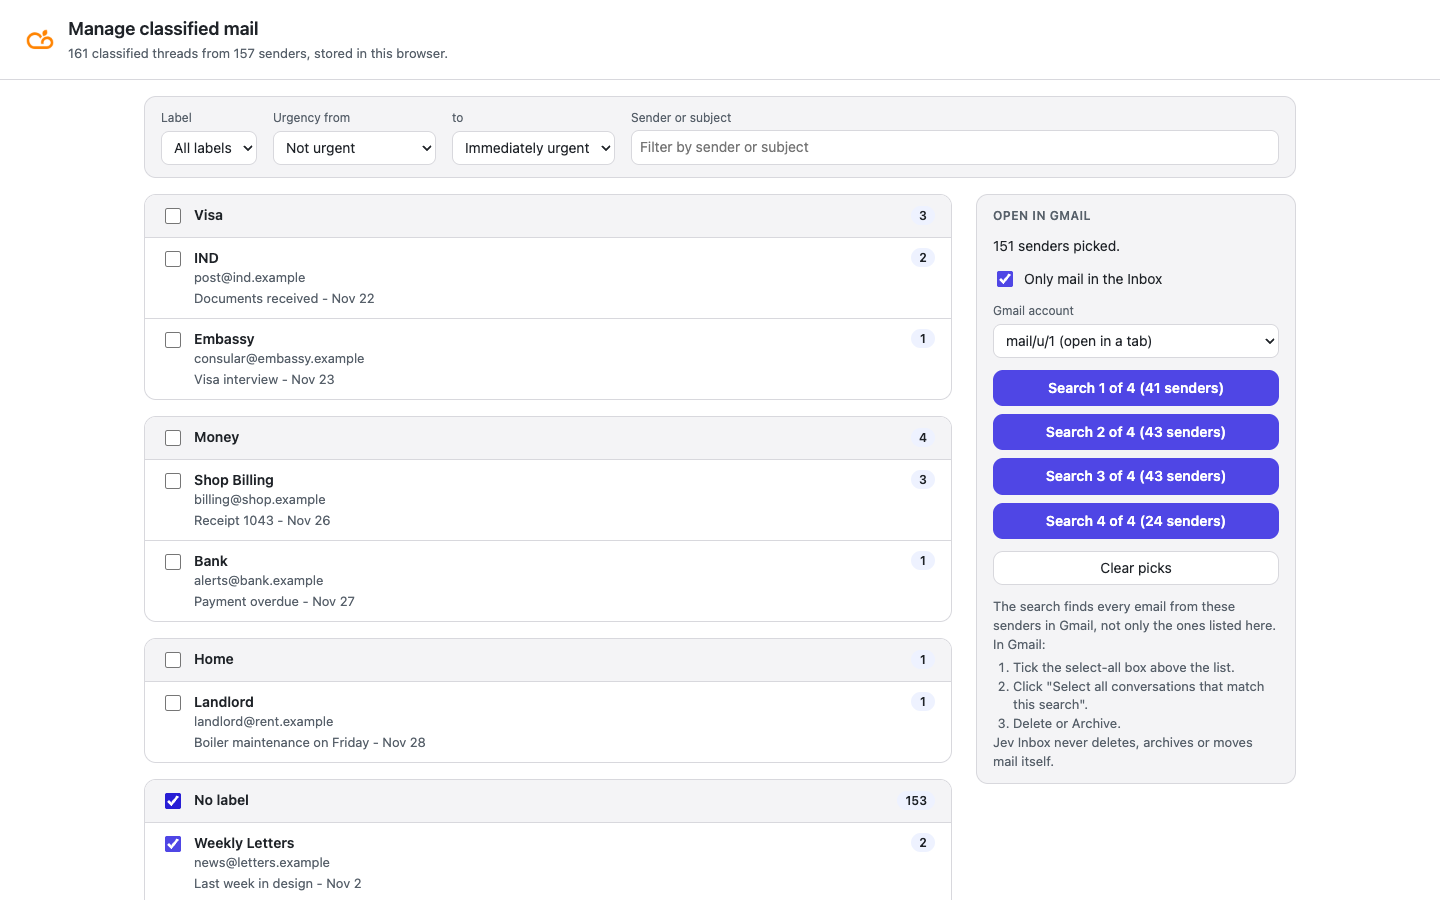 Manage classified mail
161 classified threads from 157 senders, stored in this browser.
Label
Urgency from
to
Sender or subject
All labels
Not urgent
Immediately urgent
Filter by sender or subject
Visa
3
IND
2
post@ind.example
Documents received - Nov 22
Embassy
1
consular@embassy.example
Visa interview - Nov 23
Money
4
Shop Billing
3
billing@shop.example
Receipt 1043 - Nov 26
Bank
1
alerts@bank.example
Payment overdue - Nov 27
Home
1
Landlord
1
landlord@rent.example
Boiler maintenance on Friday - Nov 28
No label
153
Weekly Letters
2
news@letters.example
Last week in design - Nov 2
OPEN IN GMAIL
151 senders picked.
Only mail in the Inbox
Gmail account
mail/u/1 (open in a tab)
Search 1 of 4 (41 senders)
Search 2 of 4 (43 senders)
Search 3 of 4 (43 senders)
Search 4 of 4 (24 senders)
Clear picks
The search finds every email from these
senders in Gmail, not only the ones listed here.
In Gmail:
1. Tick the select-all box above the list.
2. Click "Select all conversations that match
this search".
3. Delete or Archive.
Jev Inbox never deletes, archives or moves
mail itself.